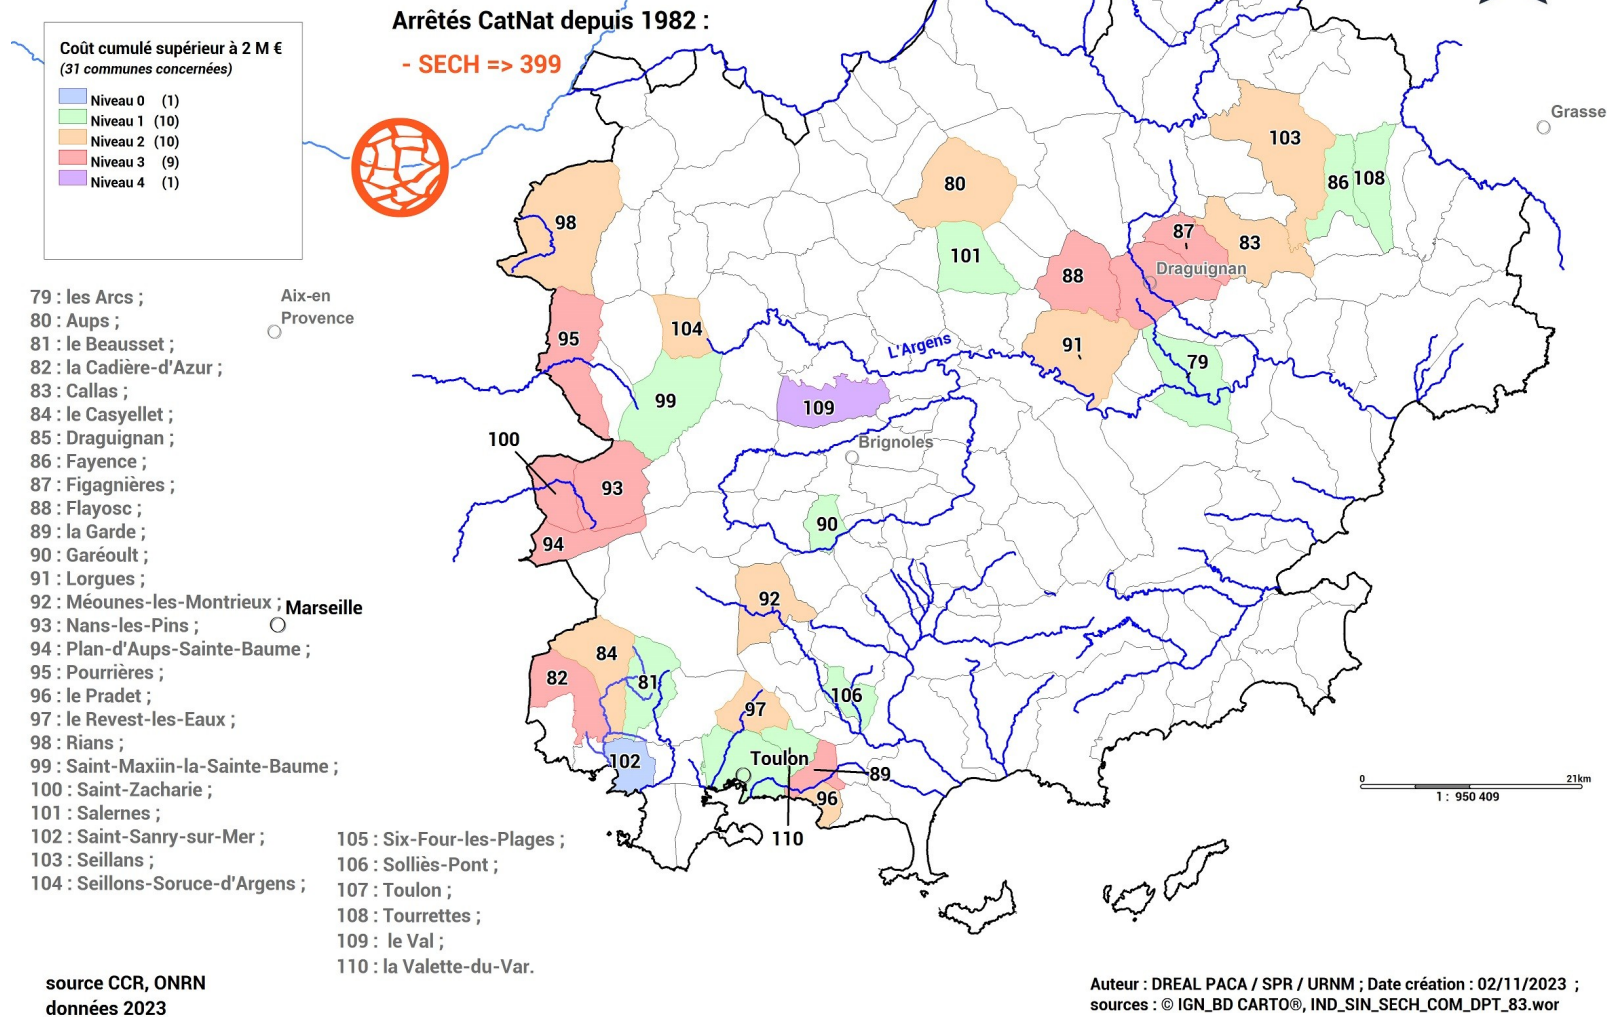 Arrêtés CatNat depuis 1982 :
- SECH => 399
Coût cumulé supérieur à 2 M €
(31 communes concernées)
Niveau 0 (1)
Niveau 1 (10)
Niveau 2 (10)
Niveau 3 (9)
Niveau 4 (1)
Grasse
103
86
108
80
98
87
83
101
88
Draguignan
Aix-en
Provence
104
95
91
L'Argens
79
99
109
100
Brignoles
93
90
94
92
84
82
81
106
97
102
Toulon
89
96
110
79 : les Arcs ;
80 : Aups ;
81 : le Beausset ;
82 : la Cadière-d'Azur ;
83 : Callas ;
84 : le Casyellet ;
85 : Draguignan ;
86 : Fayence ;
87 : Figagnières ;
88 : Flayosc ;
89 : la Garde ;
90 : Garéoult ;
91 : Lorgues ;
92 : Méounes-les-Montrieux ;
Marseille
93 : Nans-les-Pins ;
94 : Plan-d'Aups-Sainte-Baume ;
95 : Pourrières ;
96 : le Pradet ;
97 : le Revest-les-Eaux ;
98 : Rians ;
99 : Saint-Maxiin-la-Sainte-Baume ;
100 : Saint-Zacharie ;
101 : Salernes ;
102 : Saint-Sanry-sur-Mer ;
103 : Seillans ;
104 : Seillons-Soruce-d'Argens ;
105 : Six-Four-les-Plages ;
106 : Solliès-Pont ;
107 : Toulon ;
108 : Tourrettes ;
109 : le Val ;
110 : la Valette-du-Var.
0 21km
1 : 950 409
source CCR, ONRN
données 2023
Auteur : DREAL PACA / SPR / URNM ; Date création : 02/11/2023 ;
sources : © IGN_BD CARTO®, IND_SIN_SECH_COM_DPT_83.wor